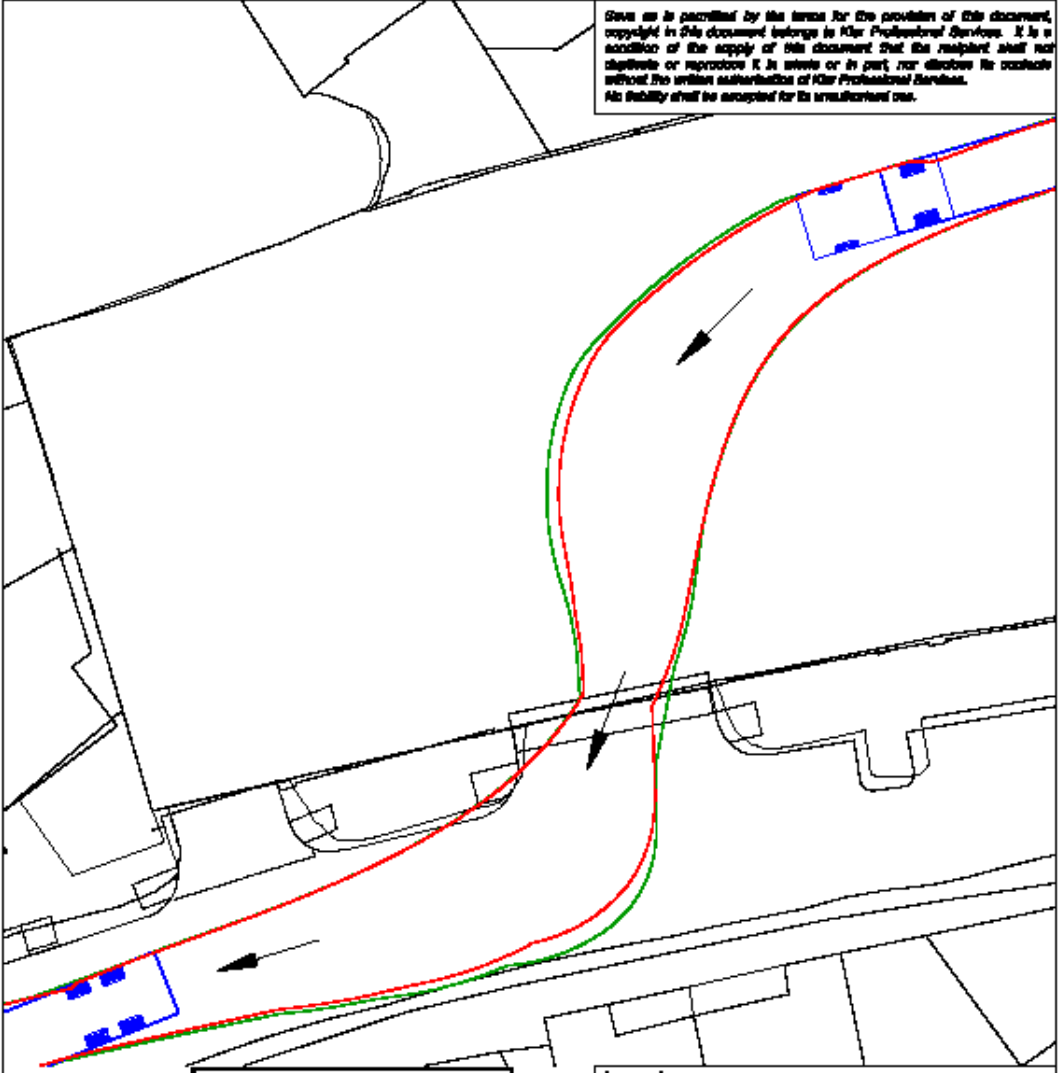 Save as is permitted by the terms for the provision of this document,
copyright in this document belongs to Kier Professional Services. It is a
condition of the supply of this document that the recipient shall not
duplicate or reproduce it in whole or in part, nor disclose its contents
without the written authorisation of Kier Professional Services.
No liability shall be accepted for its unauthorised use.